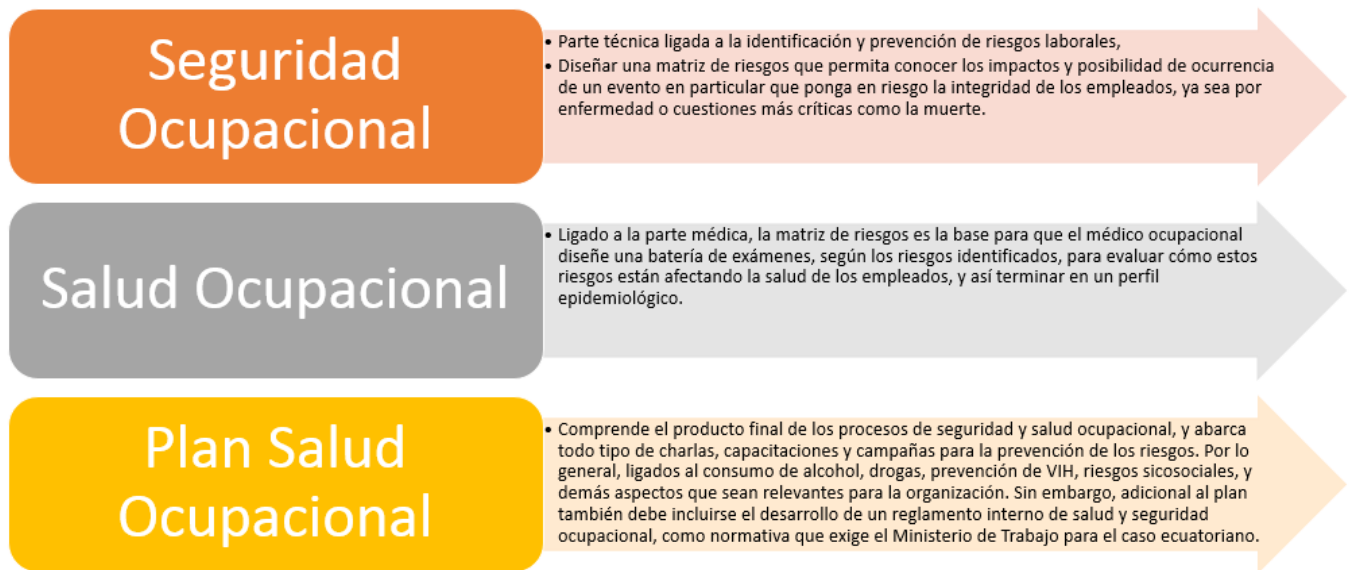 Seguridad
Ocupacional
• Parte técnica ligada a la identificación y prevención de riesgos laborales,
• Diseñar una matriz de riesgos que permita conocer los impactos y posibilidad de ocurrencia
de un evento en particular que ponga en riesgo la integridad de los empleados, ya sea por
enfermedad o cuestiones más críticas como la muerte.
Salud Ocupacional
• Ligado a la parte médica, la matriz de riesgos es la base para que el médico ocupacional
diseñe una batería de exámenes, según los riesgos identificados, para evaluar cómo estos
riesgos están afectando la salud de los empleados, y así terminar en un perfil
epidemiológico.
Plan Salud
Ocupacional
• Comprende el producto final de los procesos de seguridad y salud ocupacional, y abarca
todo tipo de charlas, capacitaciones y campañas para la prevención de los riesgos. Por lo
general, ligados al consumo de alcohol, drogas, prevención de VIH, riesgos sicosociales, y
demás aspectos que sean relevantes para la organización. Sin embargo, adicional al plan
también debe incluirse el desarrollo de un reglamento interno de salud y seguridad
ocupacional, como normativa que exige el Ministerio de Trabajo para el caso ecuatoriano.